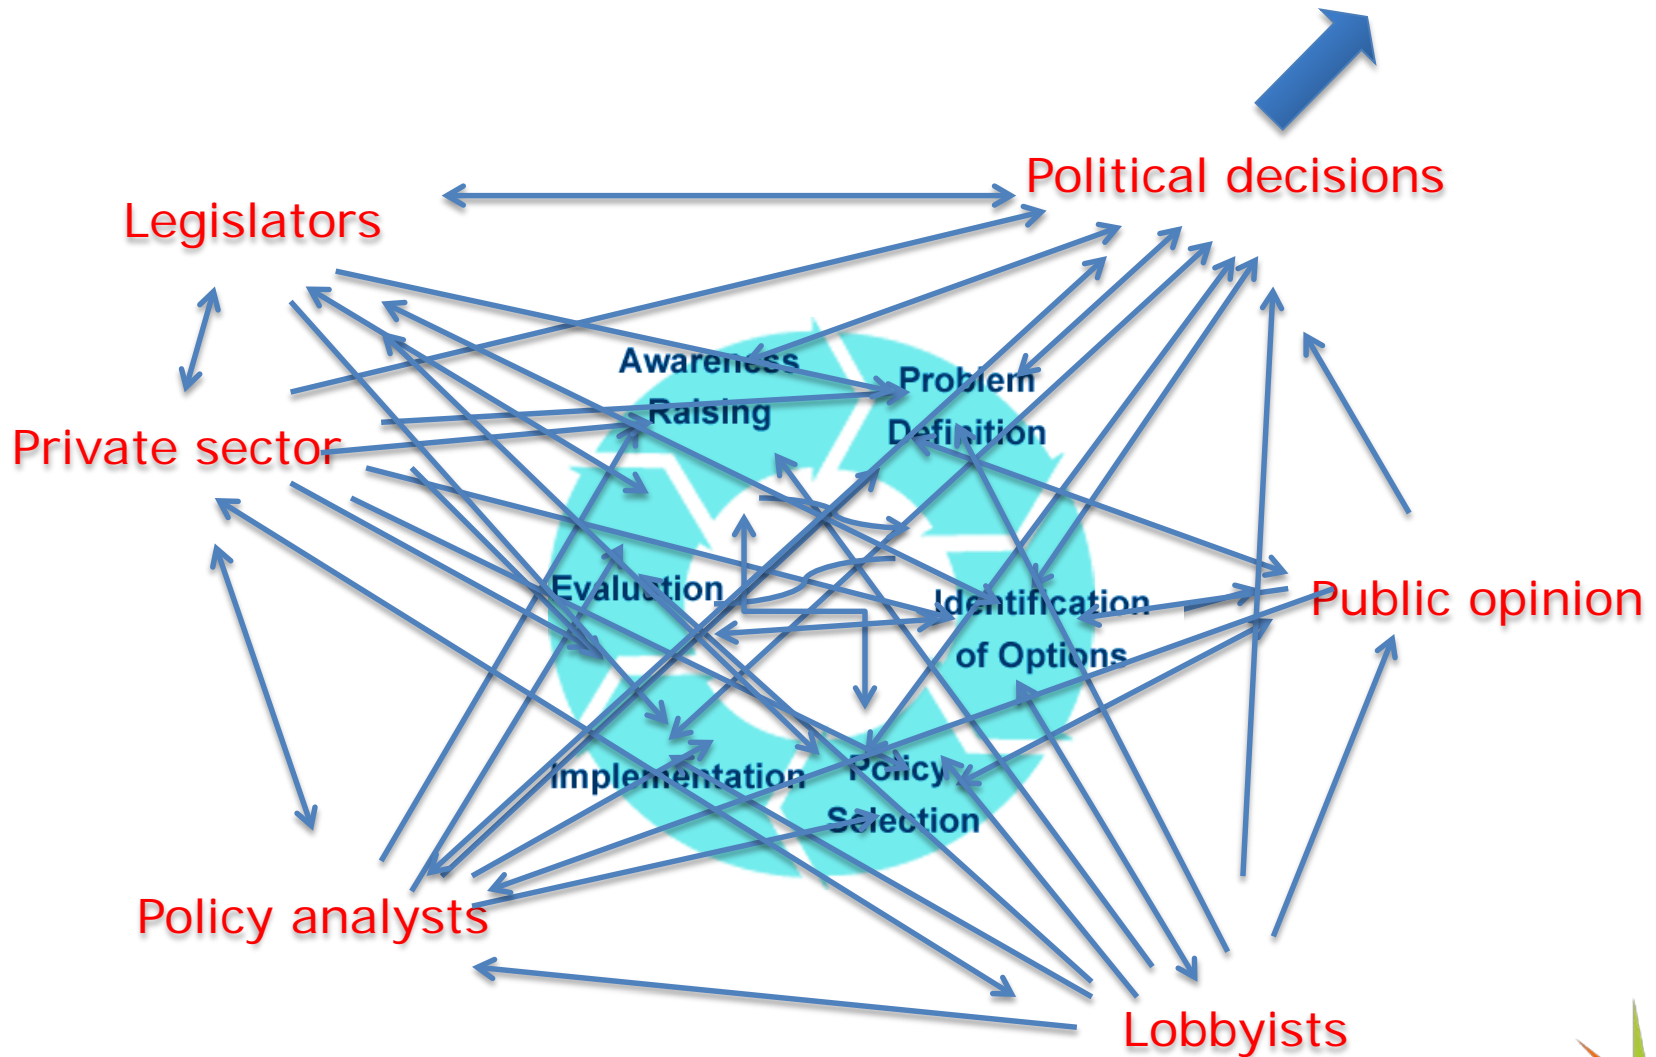 Political decisions
Legislators
Awareness
Raising
Problem
Definition
Private sector
Evaluation
Identification
of Options
Public opinion
Implementation
Policy
Selection
Policy analysts
Lobbyists